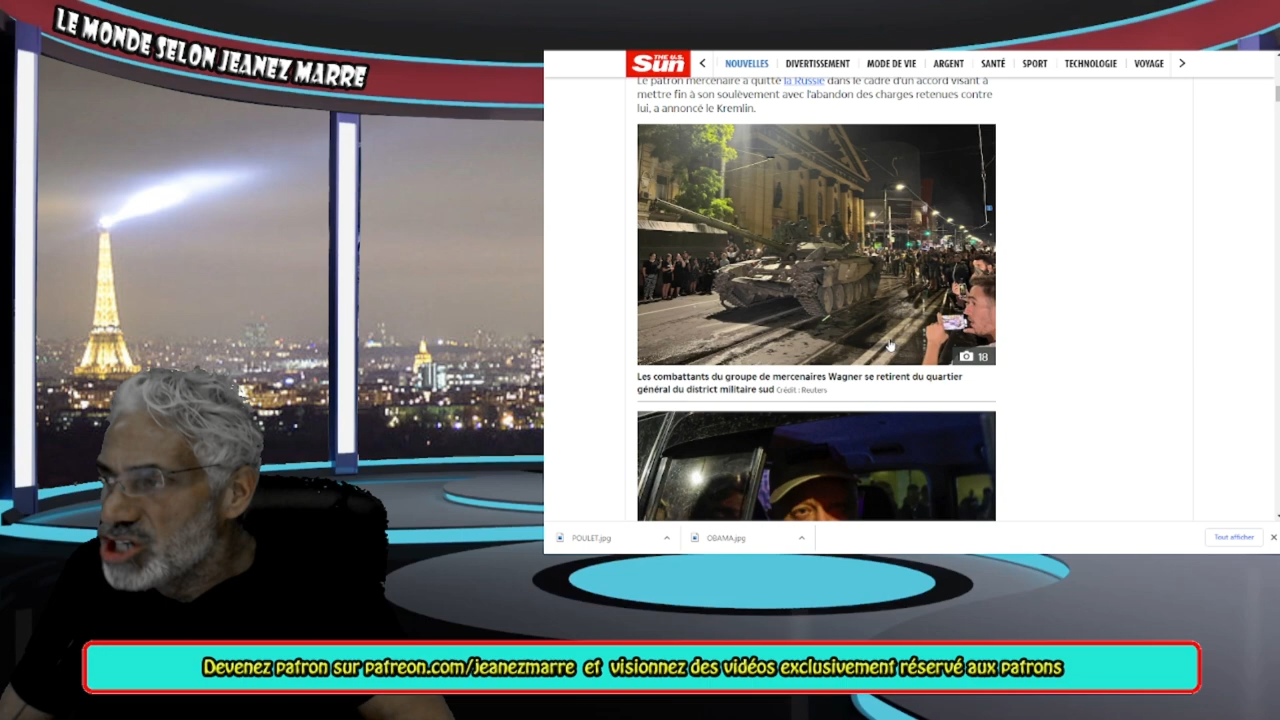 LE MONDE SELON JEANEZ MARRE
THE U.S. Sun
NOUVELLES DIVERTISSEMENT MODE DE VIE ARGENT SANTÉ SPORT TECHNOLOGIE VOYAGE
Le patron mercenaire a quitté la Russie dans le cadre d'un accord visant à
mettre fin à son soulèvement avec l'abandon des charges retenues contre
lui, a annoncé le Kremlin.
18
Les combattants du groupe de mercenaires Wagner se retirent du quartier
général du district militaire sud Crédit : Reuters
POULET.jpg OBAMA.jpg Tout afficher
Devenez patron sur patreon.com/jeanezmarre et visionnez des vidéos exclusivement réservé aux patrons